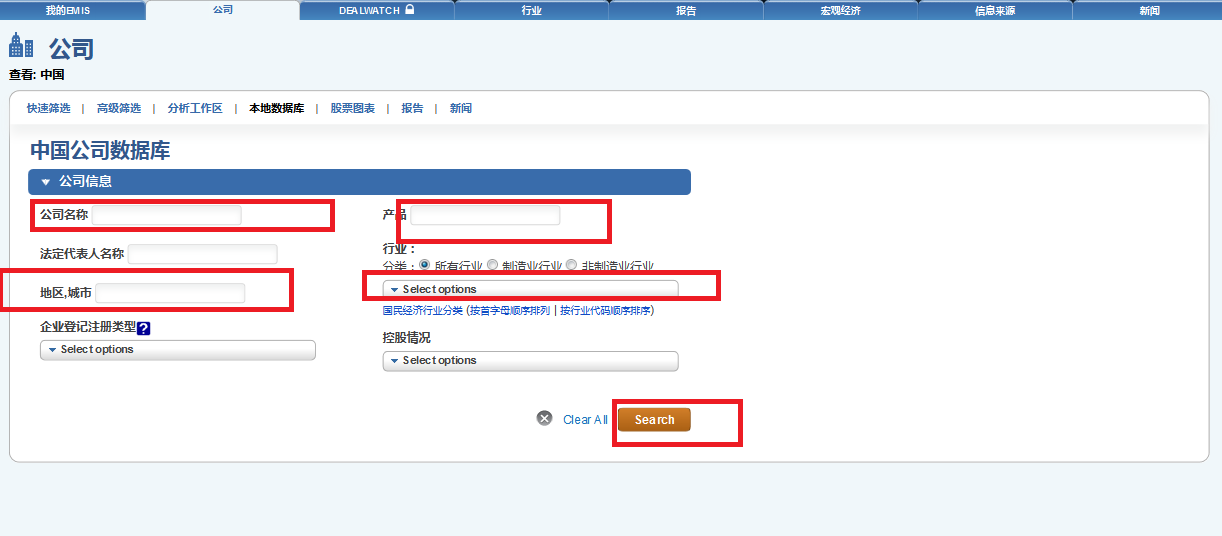 我的EMIS 公司 DEALWATCH 行业 报告 宏观经济 信息来源 新闻
公司
查看: 中国
快速筛选 | 高级筛选 | 分析工作区 | 本地数据库 | 股票图表 | 报告 | 新闻
中国公司数据库
公司信息
公司名称 产品
法定代表人名称 行业：
分类： 所有行业 制造业行业 非制造业行业
地区,城市 Select options
国民经济行业分类 (按首字母顺序排列 | 按行业代码顺序排序)
企业登记注册类型? 控股情况
Select options Select options
Clear All Search